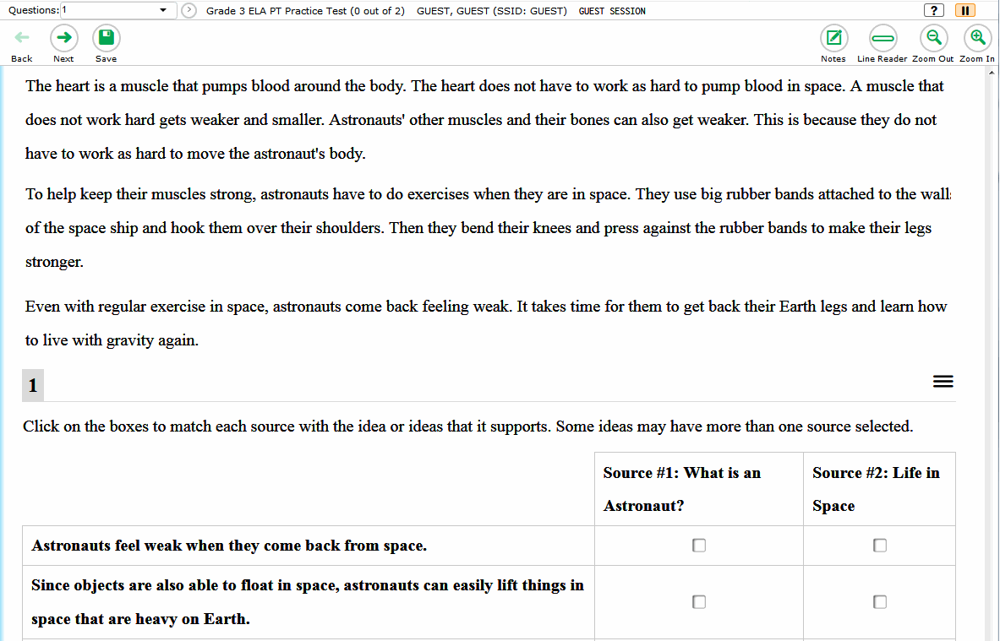 Questions: 1 Grade 3 ELA PT Practice Test (0 out of 2) GUEST, GUEST (SSID: GUEST) GUEST SESSION ?
Back Next Save Notes Line Reader Zoom Out Zoom In
The heart is a muscle that pumps blood around the body. The heart does not have to work as hard to pump blood in space. A muscle that
does not work hard gets weaker and smaller. Astronauts' other muscles and their bones can also get weaker. This is because they do not
have to work as hard to move the astronaut's body.
To help keep their muscles strong, astronauts have to do exercises when they are in space. They use big rubber bands attached to the walls
of the space ship and hook them over their shoulders. Then they bend their knees and press against the rubber bands to make their legs
stronger.
Even with regular exercise in space, astronauts come back feeling weak. It takes time for them to get back their Earth legs and learn how
to live with gravity again.
1
Click on the boxes to match each source with the idea or ideas that it supports. Some ideas may have more than one source selected.
Source #1: What is an
Astronaut?
Source #2: Life in
Space
Astronauts feel weak when they come back from space.
Since objects are also able to float in space, astronauts can easily lift things in
space that are heavy on Earth.